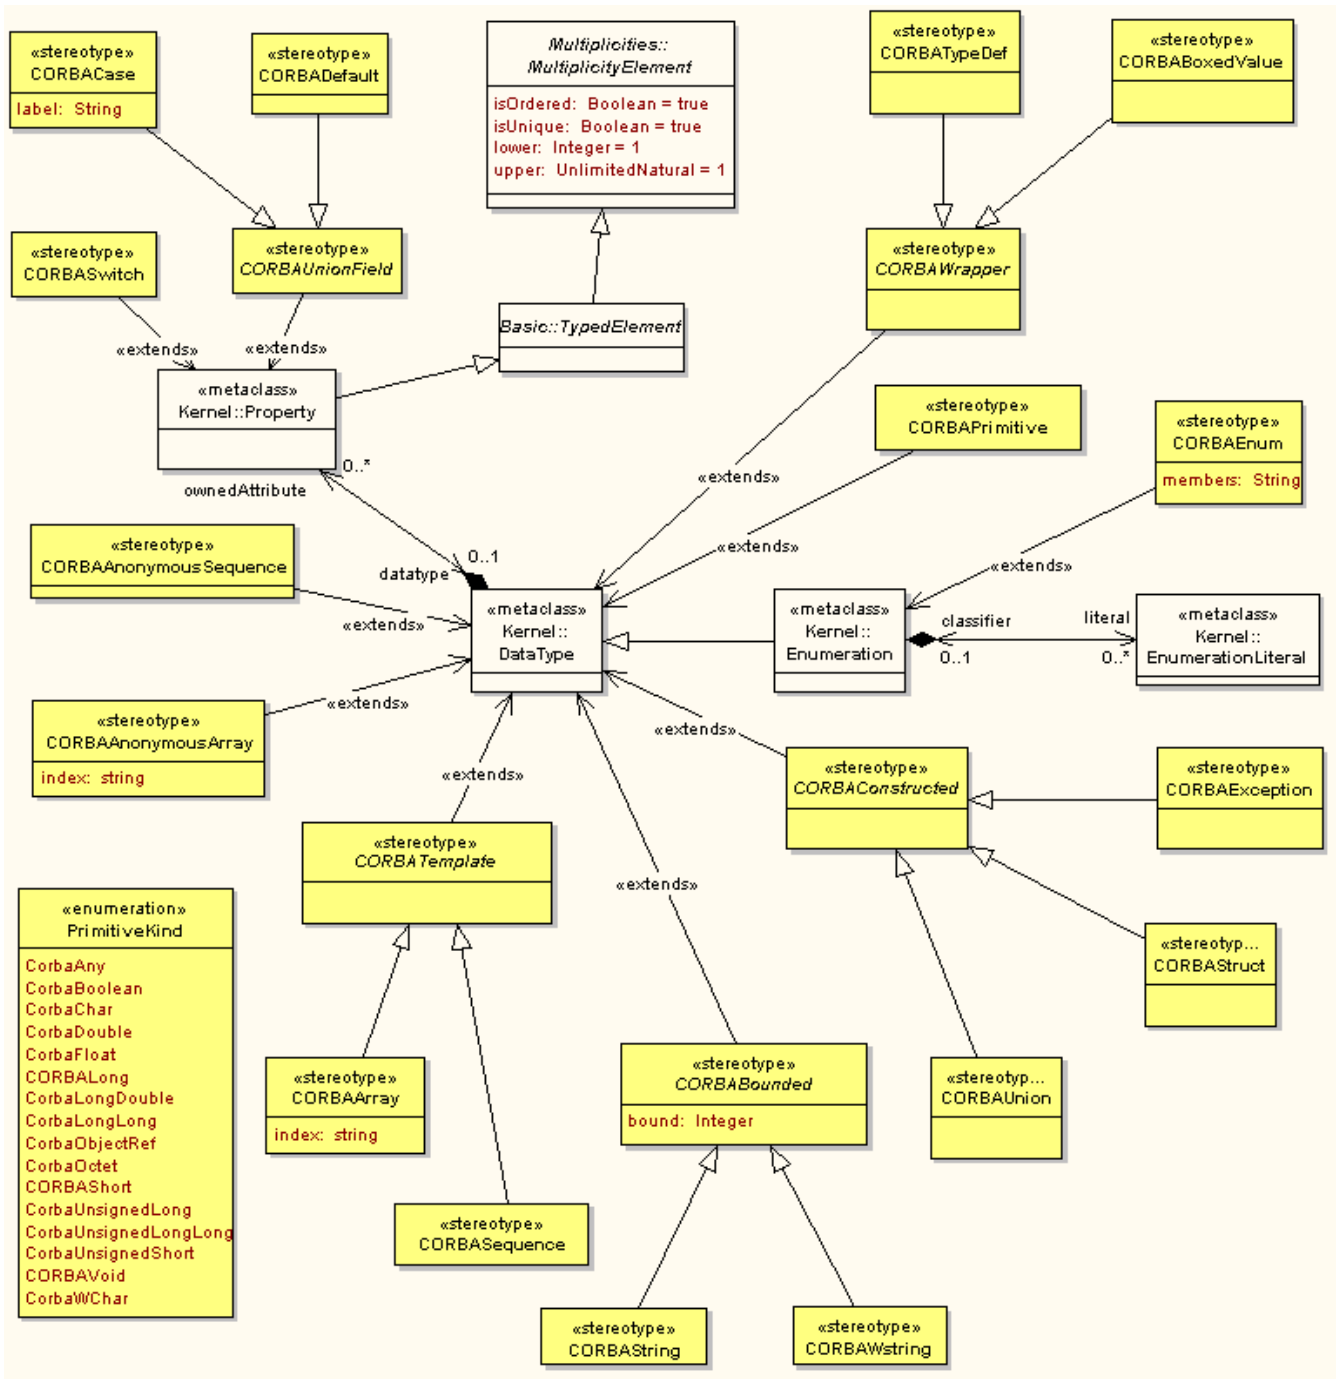 «stereotype»
CORBACase
label: String
«stereotype»
CORBADefault
Multiplicities::
MultiplicityElement
isOrdered: Boolean = true
isUnique: Boolean = true
lower: Integer = 1
upper: UnlimitedNatural = 1
«stereotype»
CORBATypeDef
«stereotype»
CORBABoxedValue
«stereotype»
CORBASwitch
«stereotype»
CORBAUnionField
«stereotype»
CORBAWrapper
Basic::TypedElement
«extends»
«extends»
«metaclass»
Kernel::Property
0..*
ownedAttribute
«stereotype»
CORBAPrimitive
«stereotype»
CORBAEnum
members: String
«extends»
«extends»
«extends»
«stereotype»
CORBAAnonymousSequence
«extends»
datatype
0..1
«metaclass»
Kernel::
DataType
«metaclass»
Kernel::
Enumeration
classifier
0..1
literal
0..*
«metaclass»
Kernel::
EnumerationLiteral
«stereotype»
CORBAAnonymousArray
index: string
«extends»
«extends»
«extends»
«extends»
«stereotype»
CORBAConstructed
«stereotype»
CORBAException
«stereotype»
CORBATemplate
«stereotyp...
CORBAStruct
«stereotyp...
CORBAUnion
«enumeration»
PrimitiveKind
CorbaAny
CorbaBoolean
CorbaChar
CorbaDouble
CorbaFloat
CORBALong
CorbaLongDouble
CorbaLongLong
CorbaObjectRef
CorbaOctet
CORBAShort
CorbaUnsignedLong
CorbaUnsignedLongLong
CorbaUnsignedShort
CORBAVoid
CorbaWChar
«stereotype»
CORBAArray
index: string
«stereotype»
CORBABounded
bound: Integer
«stereotype»
CORBASequence
«stereotype»
CORBAString
«stereotype»
CORBAWstring